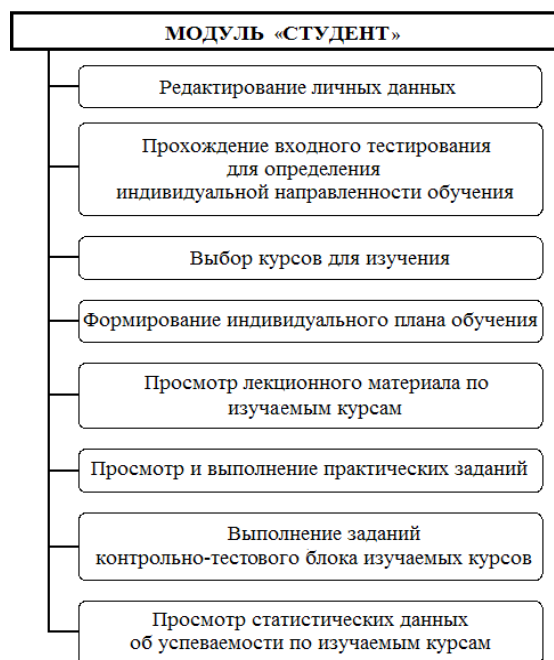 МОДУЛЬ «СТУДЕНТ»
Редактирование личных данных
Прохождение входного тестирования
для определения
индивидуальной направленности обучения
Выбор курсов для изучения
Формирование индивидуального плана обучения
Просмотр лекционного материала по
изучаемым курсам
Просмотр и выполнение практических заданий
Выполнение заданий
контрольно-тестового блока изучаемых курсов
Просмотр статистических данных
об успеваемости по изучаемым курсам